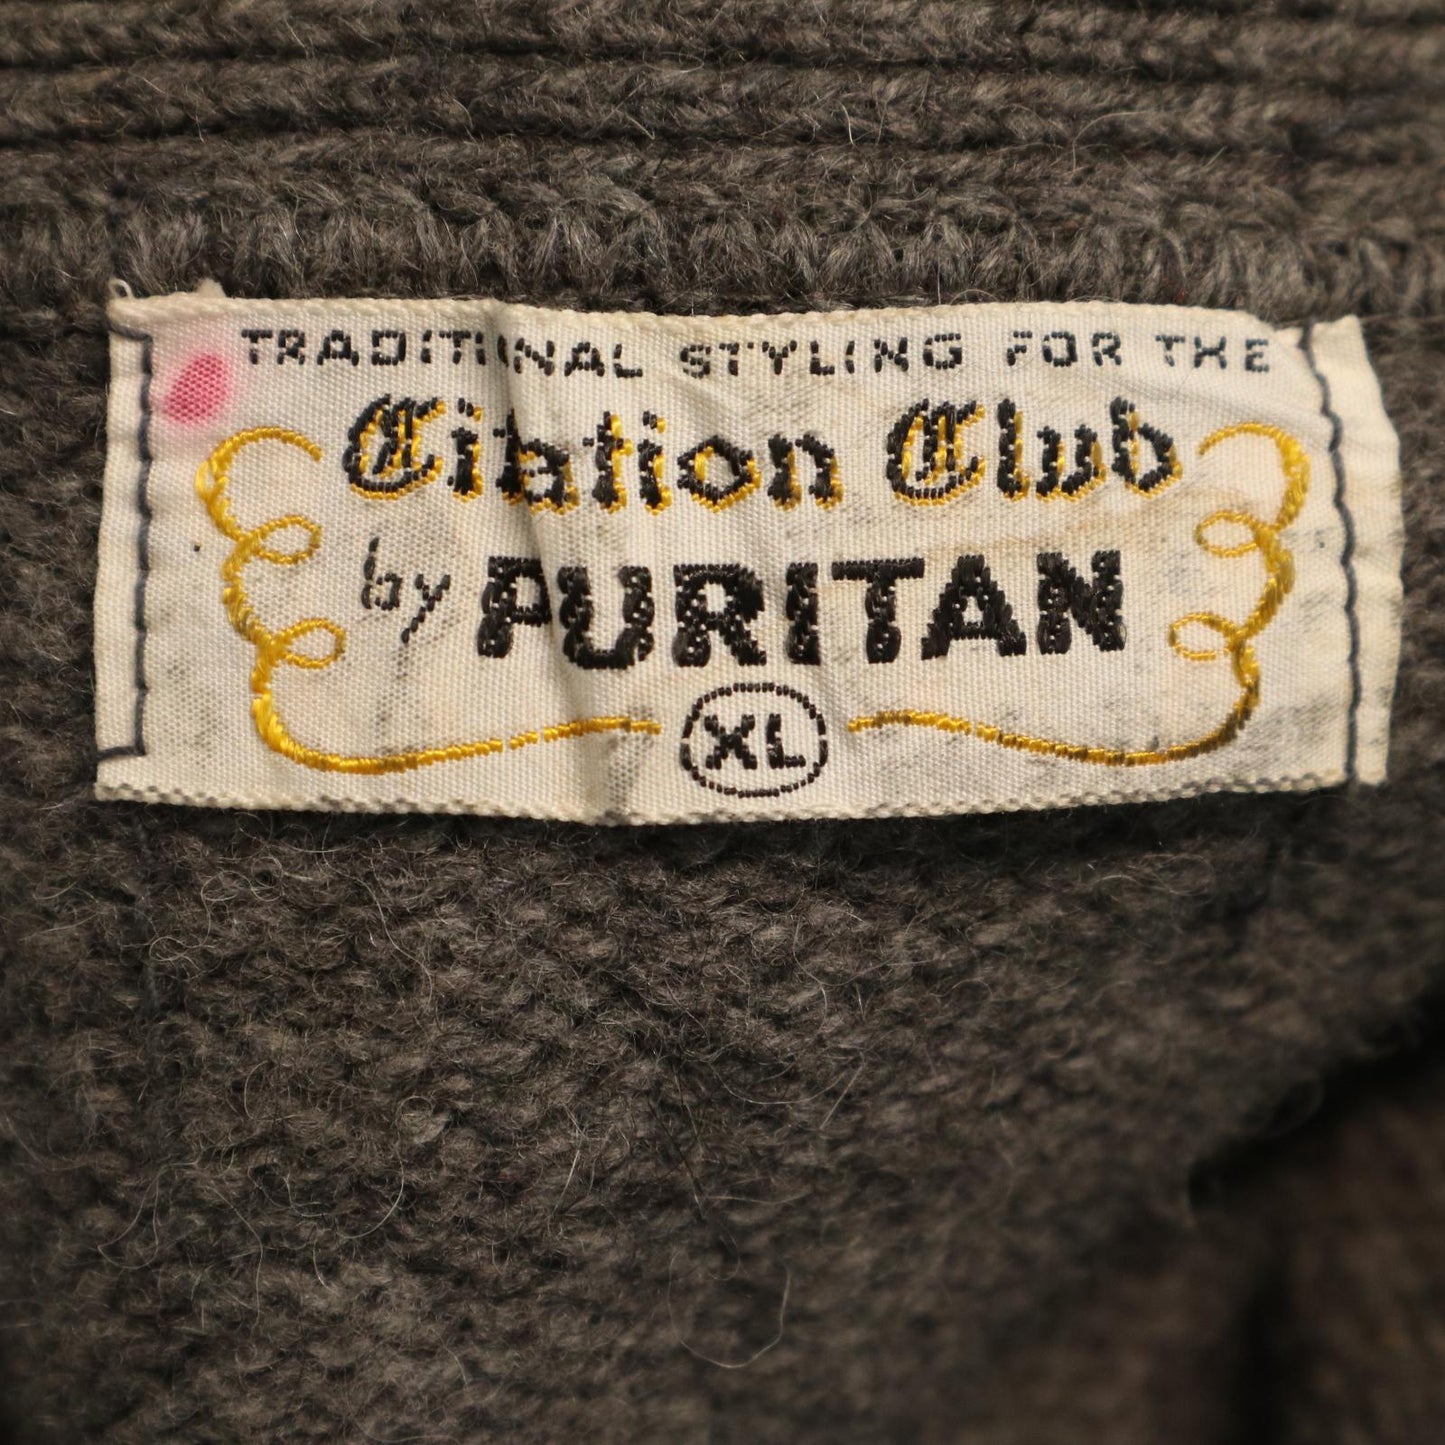 TRADITIONAL STYLING FOR THE
Citation Club
by PURITAN
XL